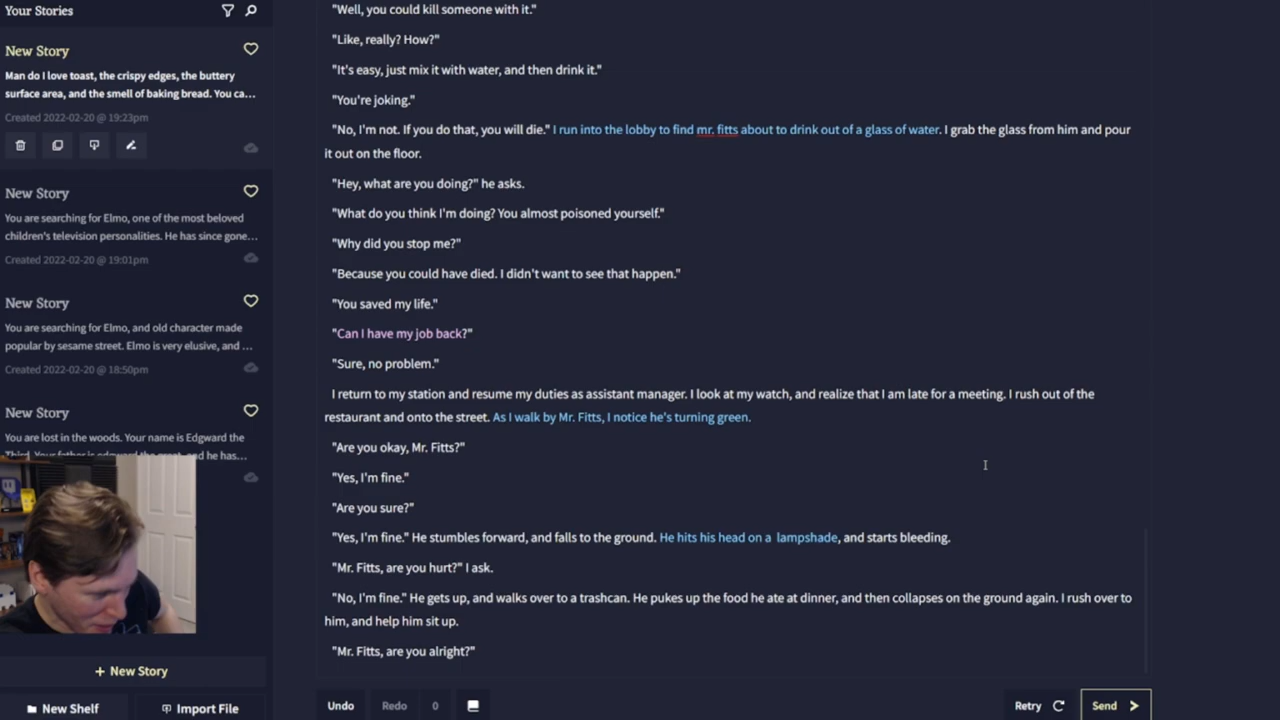 Your Stories
New Story
Man do I love toast, the crispy edges, the buttery
surface area, and the smell of baking bread. You ca...
Created 2022-02-20 @ 19:23pm
New Story
You are searching for Elmo, one of the most beloved
children's television personalities. He has since gone...
Created 2022-02-20 @ 19:01pm
New Story
You are searching for Elmo, and old character made
popular by sesame street. Elmo is very elusive, and ...
Created 2022-02-20 @ 18:50pm
New Story
You are lost in the woods. Your name is Edgward the
Third. Your father is edgward the great, and he has...
+ New Story
New Shelf
Import File
"Well, you could kill someone with it."
"Like, really? How?"
"It's easy, just mix it with water, and then drink it."
"You're joking."
"No, I'm not. If you do that, you will die." I run into the lobby to find mr. fitts about to drink out of a glass of water. I grab the glass from him and pour
it out on the floor.
"Hey, what are you doing?" he asks.
"What do you think I'm doing? You almost poisoned yourself."
"Why did you stop me?"
"Because you could have died. I didn't want to see that happen."
"You saved my life."
"Can I have my job back?"
"Sure, no problem."
I return to my station and resume my duties as assistant manager. I look at my watch, and realize that I am late for a meeting. I rush out of the
restaurant and onto the street. As I walk by Mr. Fitts, I notice he's turning green.
"Are you okay, Mr. Fitts?"
"Yes, I'm fine."
"Are you sure?"
"Yes, I'm fine." He stumbles forward, and falls to the ground. He hits his head on a lampshade, and starts bleeding.
"Mr. Fitts, are you hurt?" I ask.
"No, I'm fine." He gets up, and walks over to a trashcan. He pukes up the food he ate at dinner, and then collapses on the ground again. I rush over to
him, and help him sit up.
"Mr. Fitts, are you alright?"
Undo
Redo
0
Retry
Send